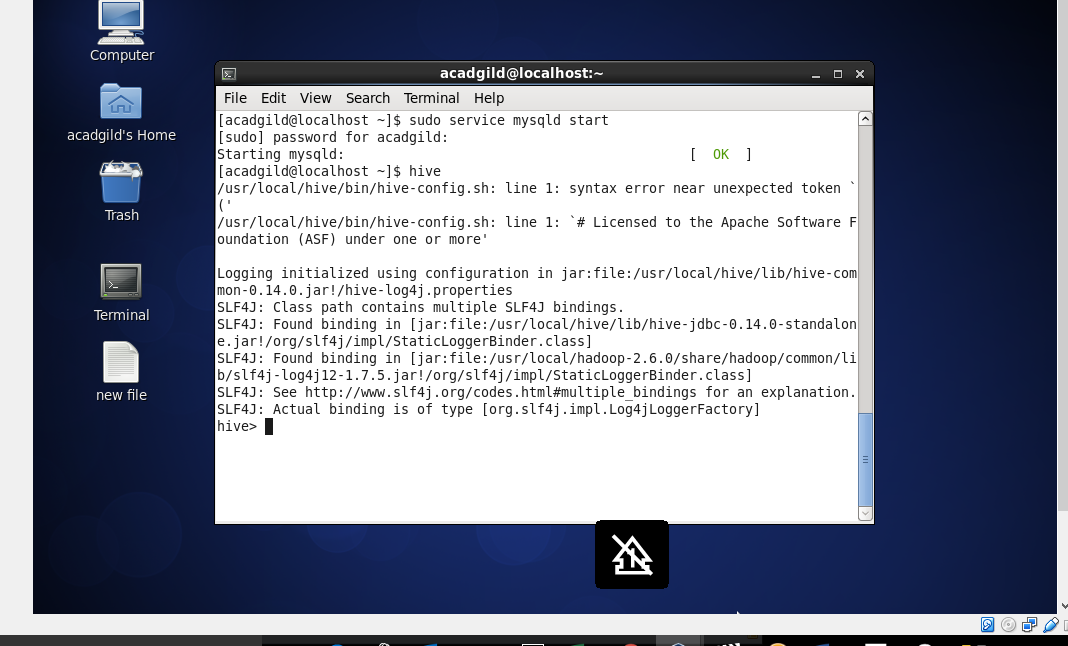 Computer
acadgild's Home
Trash
Terminal
new file
acadgild@localhost:~
File Edit View Search Terminal Help
[acadgild@localhost ~]$ sudo service mysqld start
[sudo] password for acadgild:
Starting mysqld: [ OK ]
[acadgild@localhost ~]$ hive
/usr/local/hive/bin/hive-config.sh: line 1: syntax error near unexpected token `
('
/usr/local/hive/bin/hive-config.sh: line 1: `# Licensed to the Apache Software F
oundation (ASF) under one or more'
Logging initialized using configuration in jar:file:/usr/local/hive/lib/hive-com
mon-0.14.0.jar!/hive-log4j.properties
SLF4J: Class path contains multiple SLF4J bindings.
SLF4J: Found binding in [jar:file:/usr/local/hive/lib/hive-jdbc-0.14.0-standalon
e.jar!/org/slf4j/impl/StaticLoggerBinder.class]
SLF4J: Found binding in [jar:file:/usr/local/hadoop-2.6.0/share/hadoop/common/li
b/slf4j-log4j12-1.7.5.jar!/org/slf4j/impl/StaticLoggerBinder.class]
SLF4J: See http://www.slf4j.org/codes.html#multiple_bindings for an explanation.
SLF4J: Actual binding is of type [org.slf4j.impl.Log4jLoggerFactory]
hive>